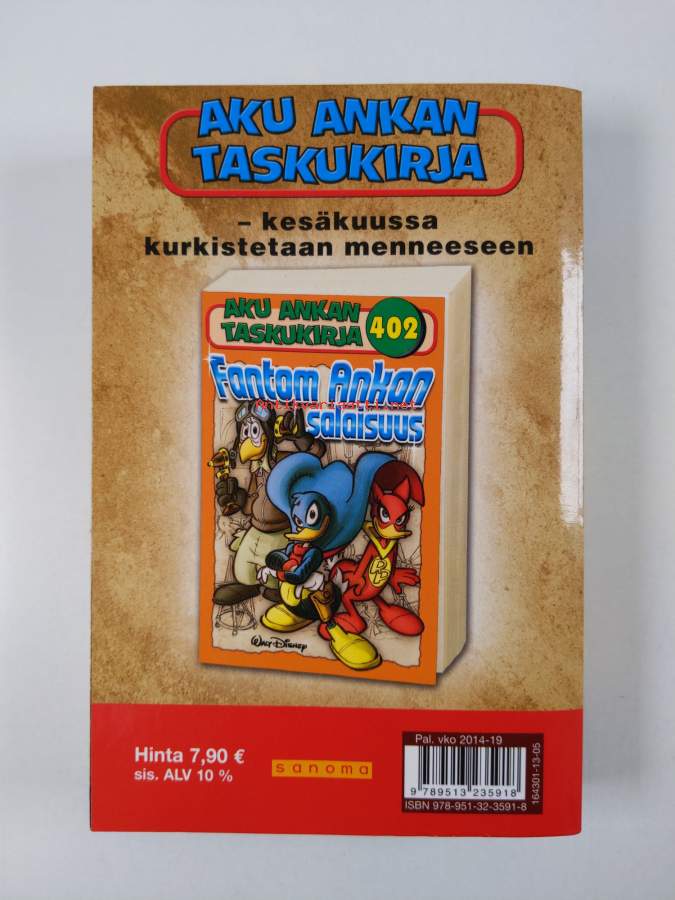 AKU ANKAN
TASKUKIRJA
– kesäkuussa
kurkistetaan menneeseen
AKU ANKAN
TASKUKIRJA
402
Fantom Ankan
Antikvariaatti.net
salaisuus
WALT DISNEY
Hinta 7,90 €
sis. ALV 10 %
sanoma
Pal. vko 2014-19
9 789513 235918
ISBN 978-951-32-3591-8
164301-13-05